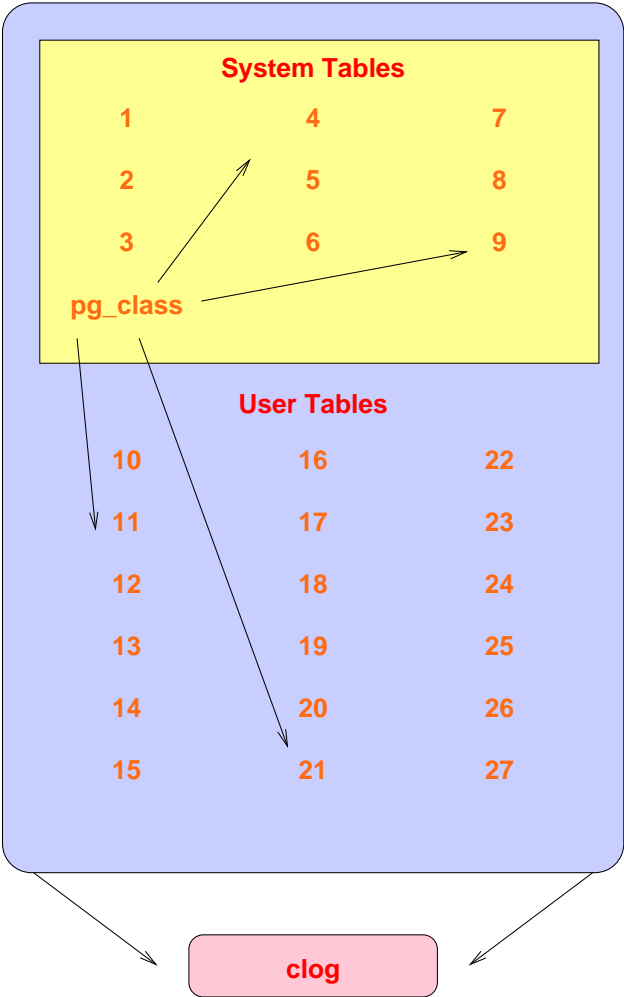 System Tables
1 4 7
2 5 8
3 6 9
pg_class
User Tables
10 16 22
11 17 23
12 18 24
13 19 25
14 20 26
15 21 27
clog